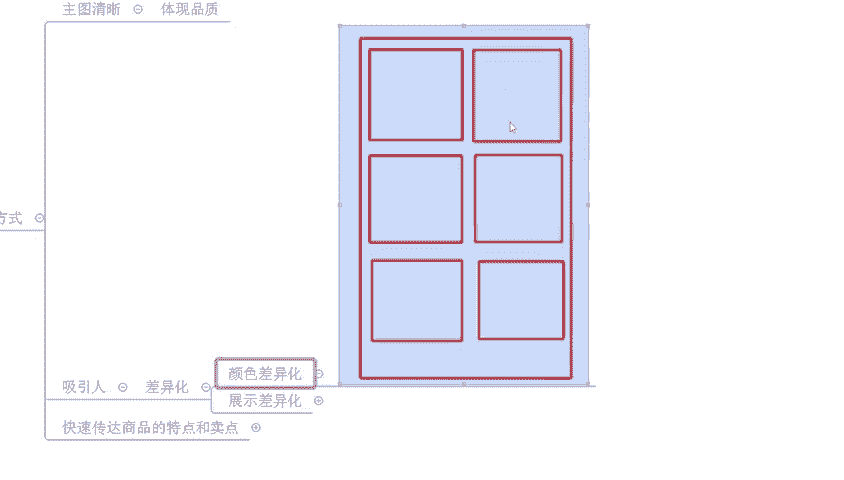 主图清晰 体现品质
方式
颜色差异化
吸引人 差异化
展示差异化
快速传达商品的特点和卖点